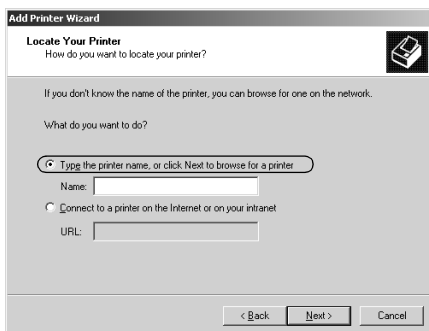 Add Printer Wizard
Locate Your Printer
How do you want to locate your printer?
If you don't know the name of the printer, you can browse for one on the network.
What do you want to do?
Type the printer name, or click Next to browse for a printer
Name:
Connect to a printer on the Internet or on your intranet
URL:
< Back Next > Cancel